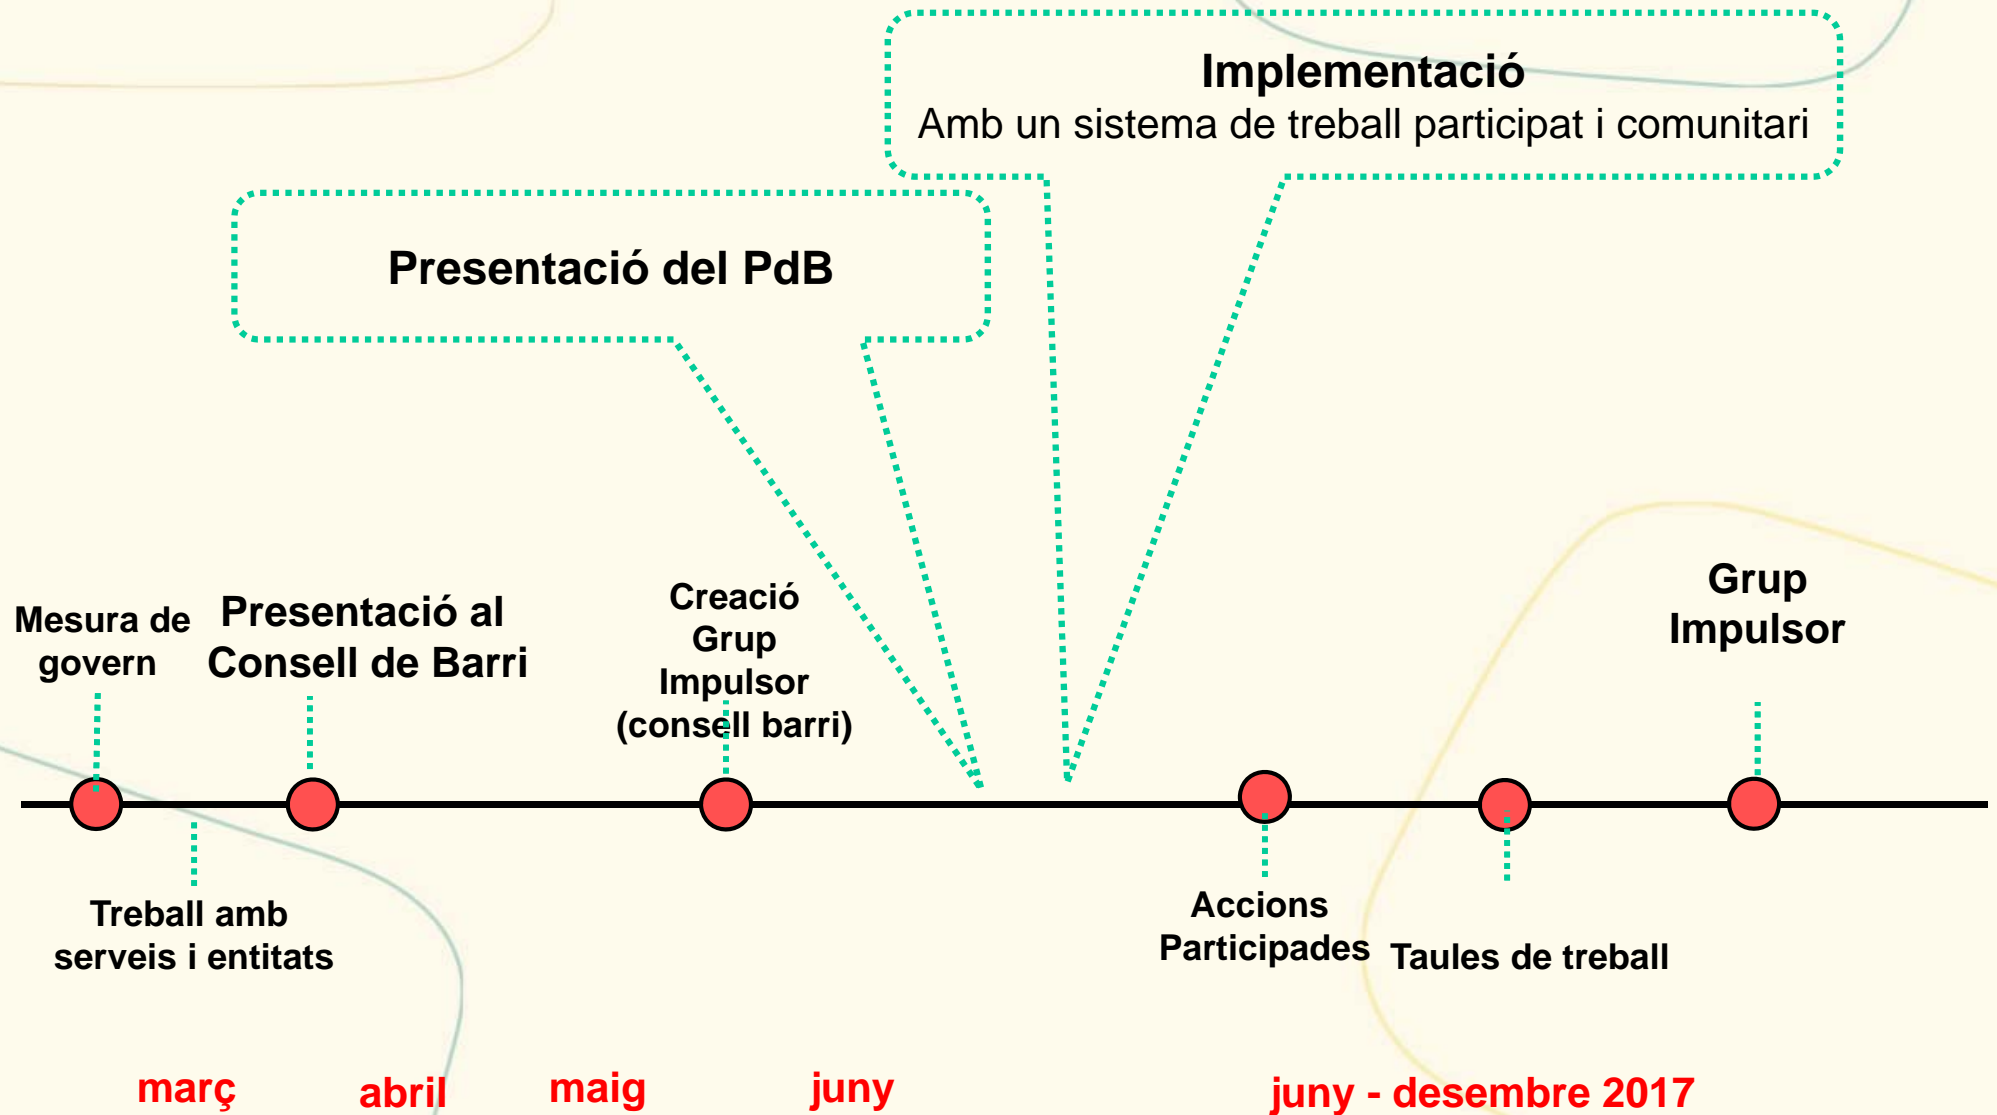 Implementació
Amb un sistema de treball participat i comunitari
Presentació del PdB
Mesura de
govern
Presentació al
Consell de Barri
Creació
Grup
Impulsor
(consell barri)
Grup
Impulsor
Treball amb
serveis i entitats
Accions
Participades
Taules de treball
març
abril
maig
juny
juny - desembre 2017